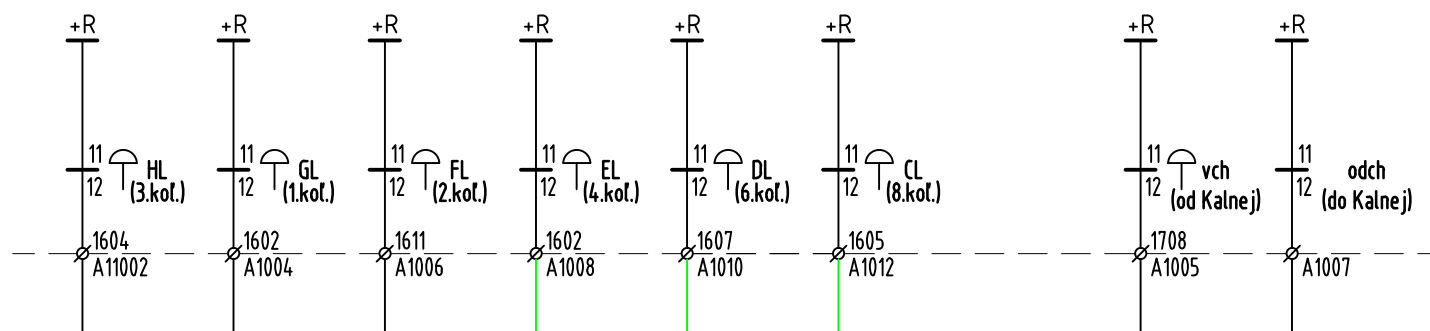 +R +R +R +R +R +R +R +R
11 11 11 11 11 11 11 11
HL GL FL EL DL CL vch odch
12 12 12 12 12 12 12 12
(3.koľ.) (1.koľ.) (2.koľ.) (4.koľ.) (6.koľ.) (8.koľ.) (od Kalnej) (do Kalnej)
1604 1602 1611 1602 1607 1605 1708
A11002 A1004 A1006 A1008 A1010 A1012 A1005 A1007